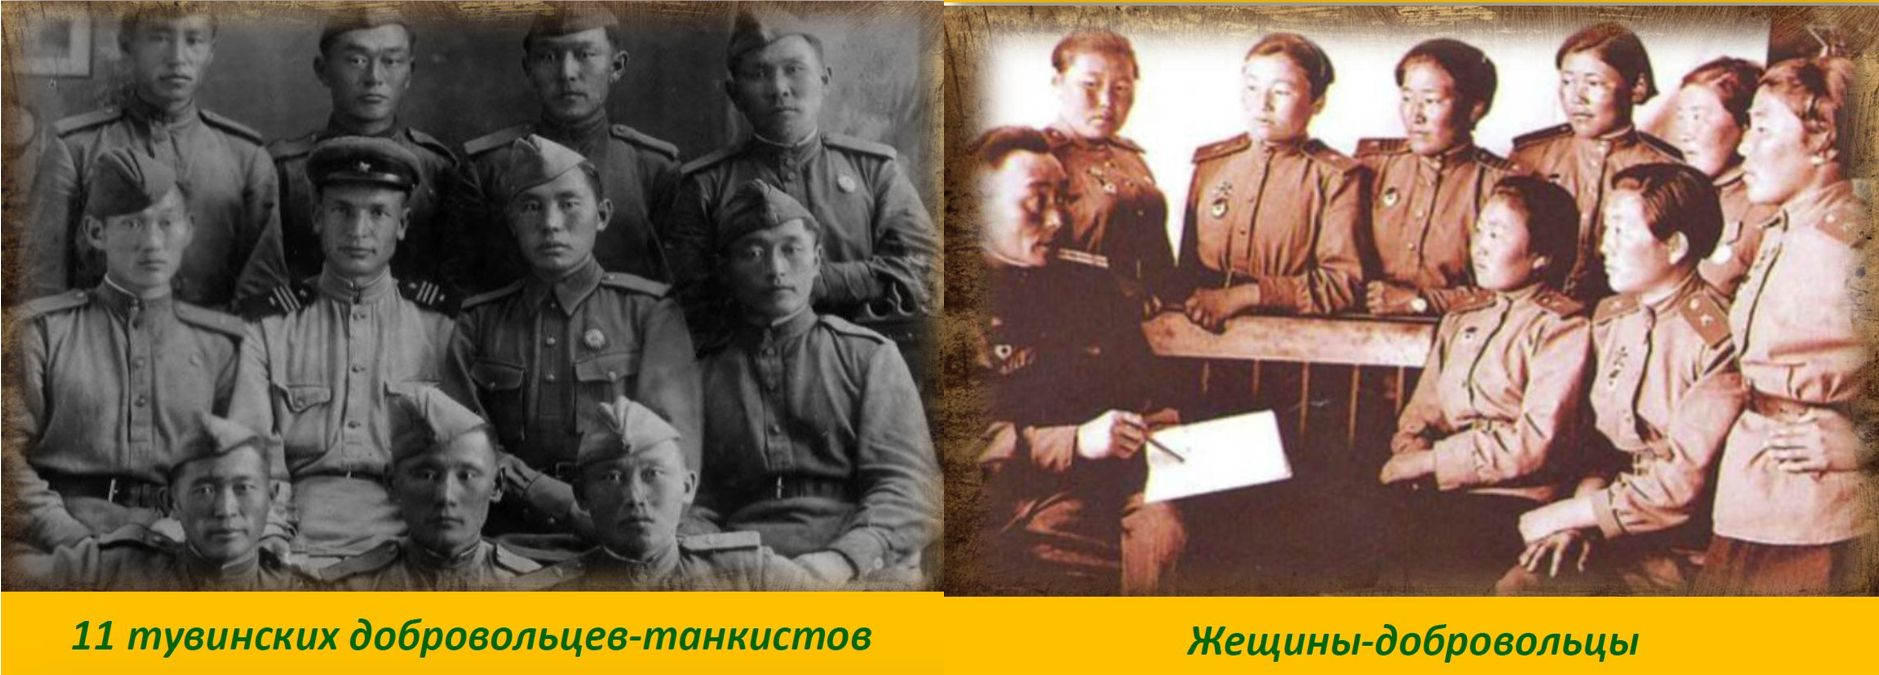 11 тувинских добровольцев-танкистов
Жещины-добровольцы